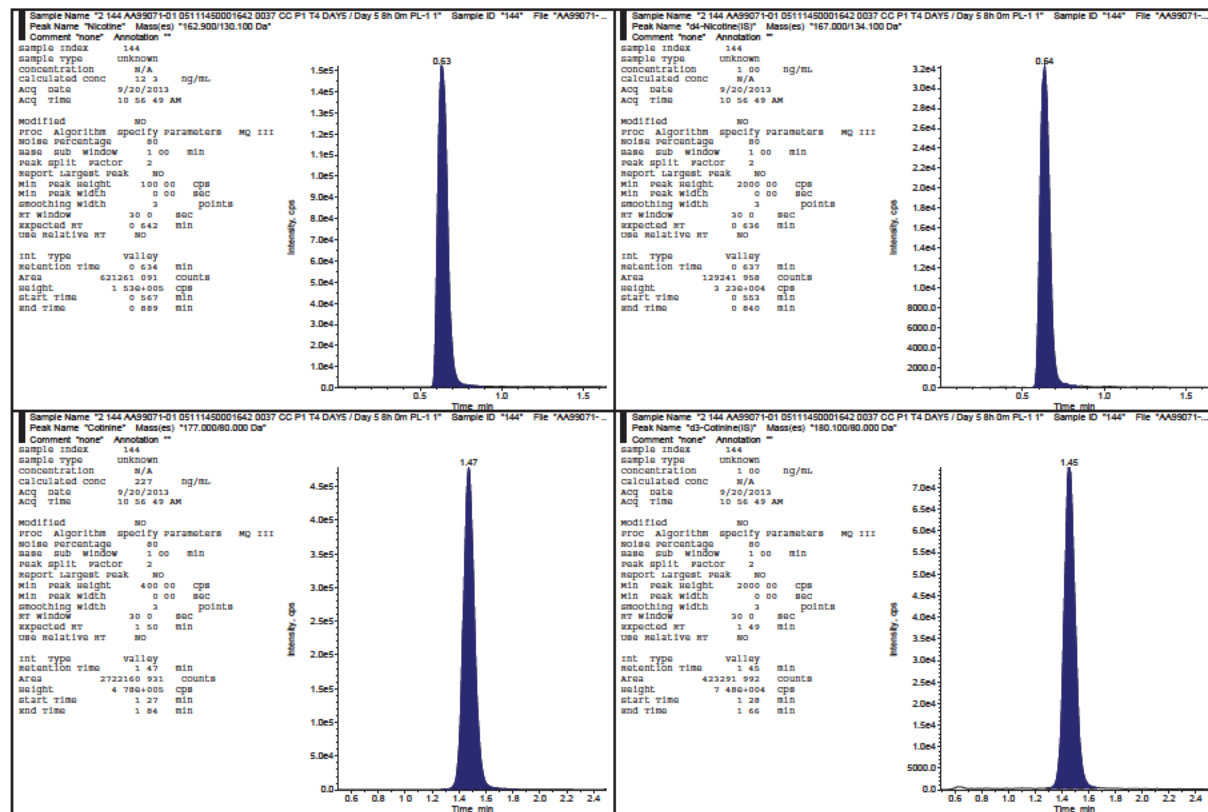 Sample Name "2 144 AA99071-01 05111450001642 0037 CC P1 T4 DAY5 / Day 5 8h 0m PL-1 1" Sample ID "144" File "AA99071-...
Peak Name "Nicotine" Mass(es) "162.900/130.100 Da"
Comment "none" Annotation ""
Sample Index 144
Sample Type Unknown
Concentration N/A
Calculated Conc 12 3 ng/mL
Acq Date 9/20/2013
Acq Time 10 56 49 AM
Modified NO
Proc Algorithm Specify Parameters MQ III
Noise Percentage 80
Base Sub Window 1 00 min
Peak Split Factor 2
Report Largest Peak NO
Min Peak Height 100 00 cps
Min Peak Width 0 00 sec
Smoothing Width 3 points
RT Window 30 0 sec
Expected RT 0 642 min
Use Relative RT NO
Int Type Valley
Retention Time 0 634 min
Area 621261 091 counts
Height 1 53e+005 cps
Start Time 0 567 min
End Time 0 889 min
0.63
1.5e5
1.4e5
1.3e5
1.2e5
1.1e5
1.0e5
9.0e4
8.0e4
7.0e4
6.0e4
5.0e4
4.0e4
3.0e4
2.0e4
1.0e4
0.0
Intensity, cps
0.5 1.0 1.5
Time, min
Sample Name "2 144 AA99071-01 05111450001642 0037 CC P1 T4 DAY5 / Day 5 8h 0m PL-1 1" Sample ID "144" File "AA99071-...
Peak Name "d4-Nicotine(IS)" Mass(es) "167.000/134.100 Da"
Comment "none" Annotation ""
Sample Index 144
Sample Type Unknown
Concentration 1 00 ng/mL
Calculated Conc N/A
Acq Date 9/20/2013
Acq Time 10 56 49 AM
Modified NO
Proc Algorithm Specify Parameters MQ III
Noise Percentage 80
Base Sub Window 1 00 min
Peak Split Factor 2
Report Largest Peak NO
Min Peak Height 2000 00 cps
Min Peak Width 0 00 sec
Smoothing Width 3 points
RT Window 30 0 sec
Expected RT 0 636 min
Use Relative RT NO
Int Type Valley
Retention Time 0 637 min
Area 129241 958 counts
Height 3 23e+004 cps
Start Time 0 553 min
End Time 0 840 min
0.64
3.2e4
3.0e4
2.8e4
2.6e4
2.4e4
2.2e4
2.0e4
1.8e4
1.6e4
1.4e4
1.2e4
1.0e4
8000.0
6000.0
4000.0
2000.0
0.0
Intensity, cps
0.5 1.0 1.5
Time, min
Sample Name "2 144 AA99071-01 05111450001642 0037 CC P1 T4 DAY5 / Day 5 8h 0m PL-1 1" Sample ID "144" File "AA99071-...
Peak Name "Cotinine" Mass(es) "177.000/80.000 Da"
Comment "none" Annotation ""
Sample Index 144
Sample Type Unknown
Concentration N/A
Calculated Conc 227 ng/mL
Acq Date 9/20/2013
Acq Time 10 56 49 AM
Modified NO
Proc Algorithm Specify Parameters MQ III
Noise Percentage 80
Base Sub Window 1 00 min
Peak Split Factor 2
Report Largest Peak NO
Min Peak Height 400 00 cps
Min Peak Width 0 00 sec
Smoothing Width 3 points
RT Window 30 0 sec
Expected RT 1 50 min
Use Relative RT NO
Int Type Valley
Retention Time 1 47 min
Area 2722160 931 counts
Height 4 78e+005 cps
Start Time 1 27 min
End Time 1 84 min
1.47
4.5e5
4.0e5
3.5e5
3.0e5
2.5e5
2.0e5
1.5e5
1.0e5
5.0e4
0.0
Intensity, cps
0.6 0.8 1.0 1.2 1.4 1.6 1.8 2.0 2.2 2.4
Time, min
Sample Name "2 144 AA99071-01 05111450001642 0037 CC P1 T4 DAY5 / Day 5 8h 0m PL-1 1" Sample ID "144" File "AA99071-...
Peak Name "d3-Cotinine(IS)" Mass(es) "180.100/80.000 Da"
Comment "none" Annotation ""
Sample Index 144
Sample Type Unknown
Concentration 1 00 ng/mL
Calculated Conc N/A
Acq Date 9/20/2013
Acq Time 10 56 49 AM
Modified NO
Proc Algorithm Specify Parameters MQ III
Noise Percentage 80
Base Sub Window 1 00 min
Peak Split Factor 2
Report Largest Peak NO
Min Peak Height 2000 00 cps
Min Peak Width 0 00 sec
Smoothing Width 3 points
RT Window 30 0 sec
Expected RT 1 49 min
Use Relative RT NO
Int Type Valley
Retention Time 1 45 min
Area 423291 992 counts
Height 7 48e+004 cps
Start Time 1 28 min
End Time 1 66 min
1.45
7.0e4
6.5e4
6.0e4
5.5e4
5.0e4
4.5e4
4.0e4
3.5e4
3.0e4
2.5e4
2.0e4
1.5e4
1.0e4
5000.0
0.0
Intensity, cps
0.6 0.8 1.0 1.2 1.4 1.6 1.8 2.0 2.2 2.4
Time, min